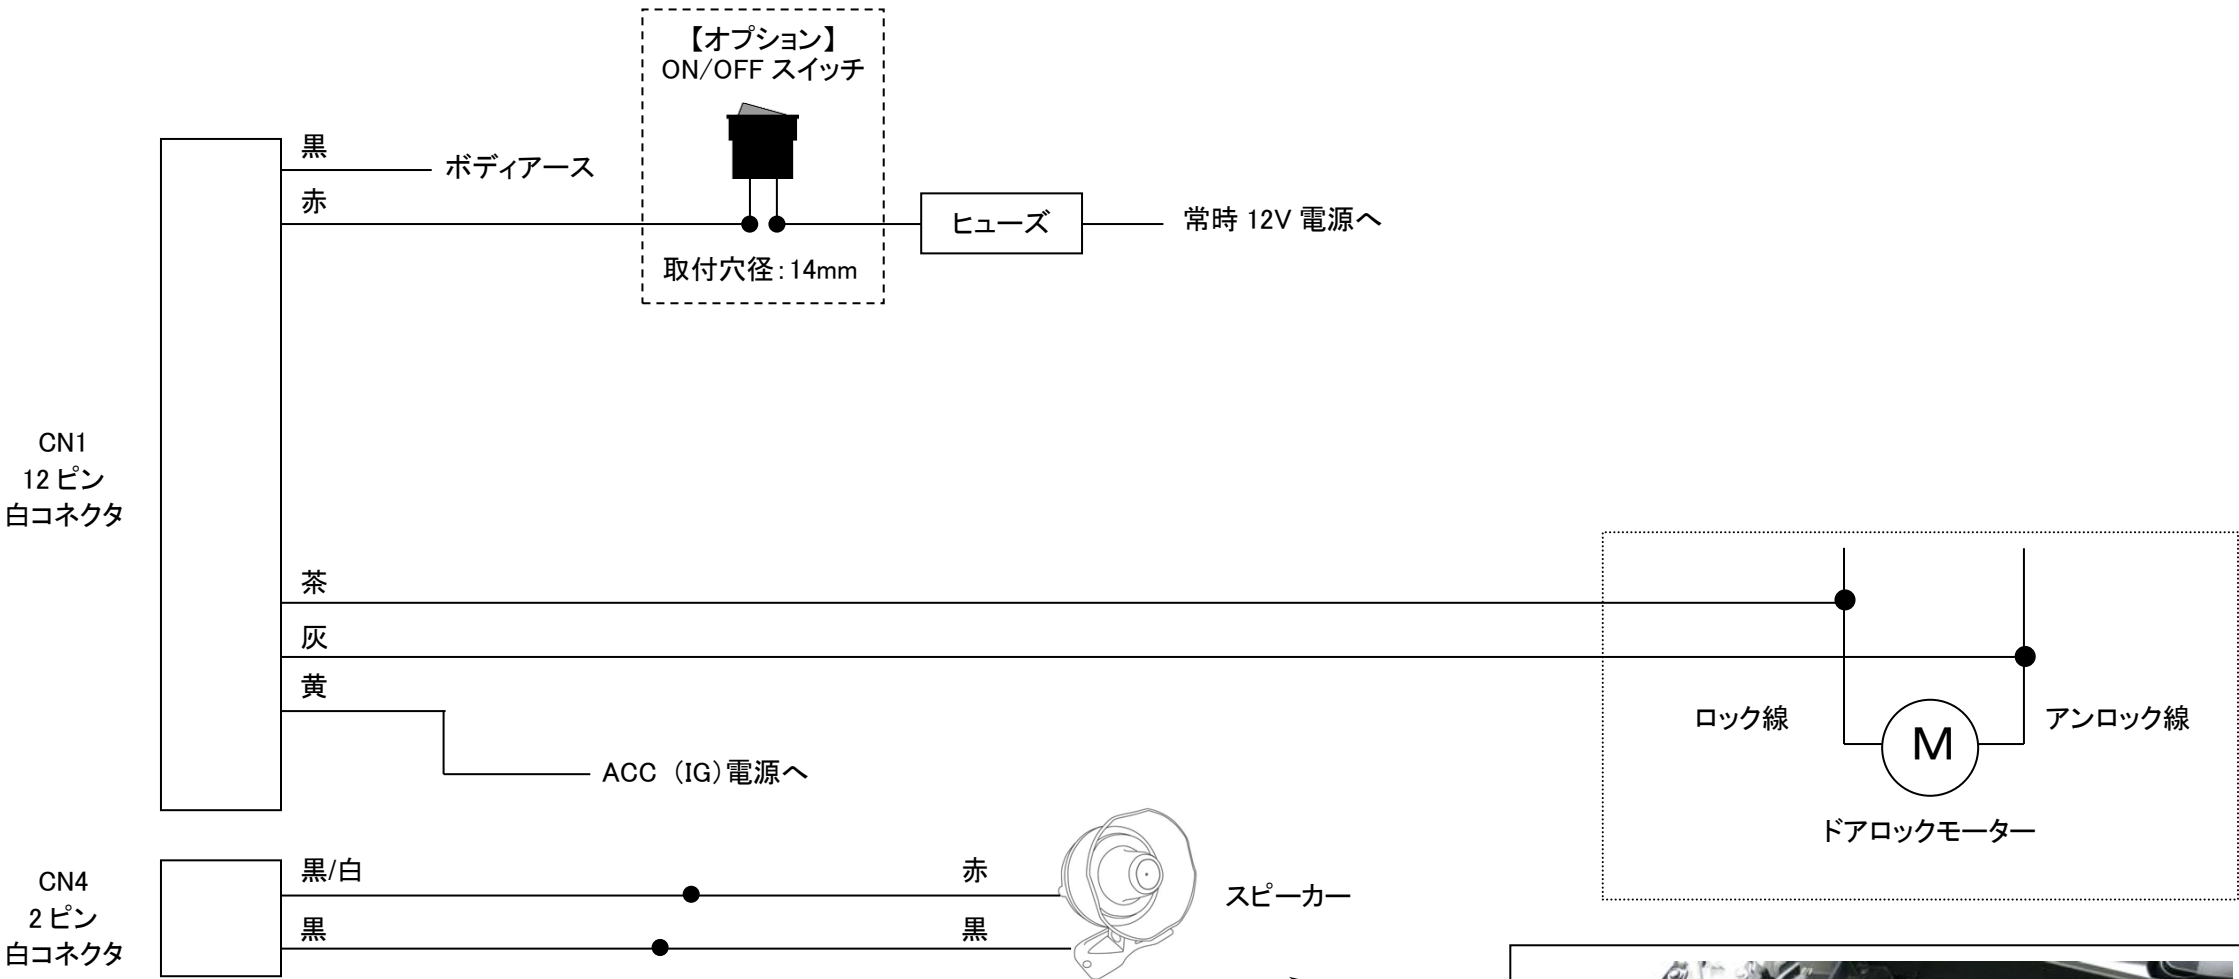 【オプション】
ON/OFF スイッチ
黒
ボディアース
赤
ヒューズ
常時 12V 電源へ
取付穴径：14mm
CN1
12 ピン
白コネクタ
茶
灰
黄
ロック線
M
アンロック線
ACC （IG）電源へ
ドアロックモーター
CN4
2 ピン
白コネクタ
黒/白
赤
スピーカー
黒
黒